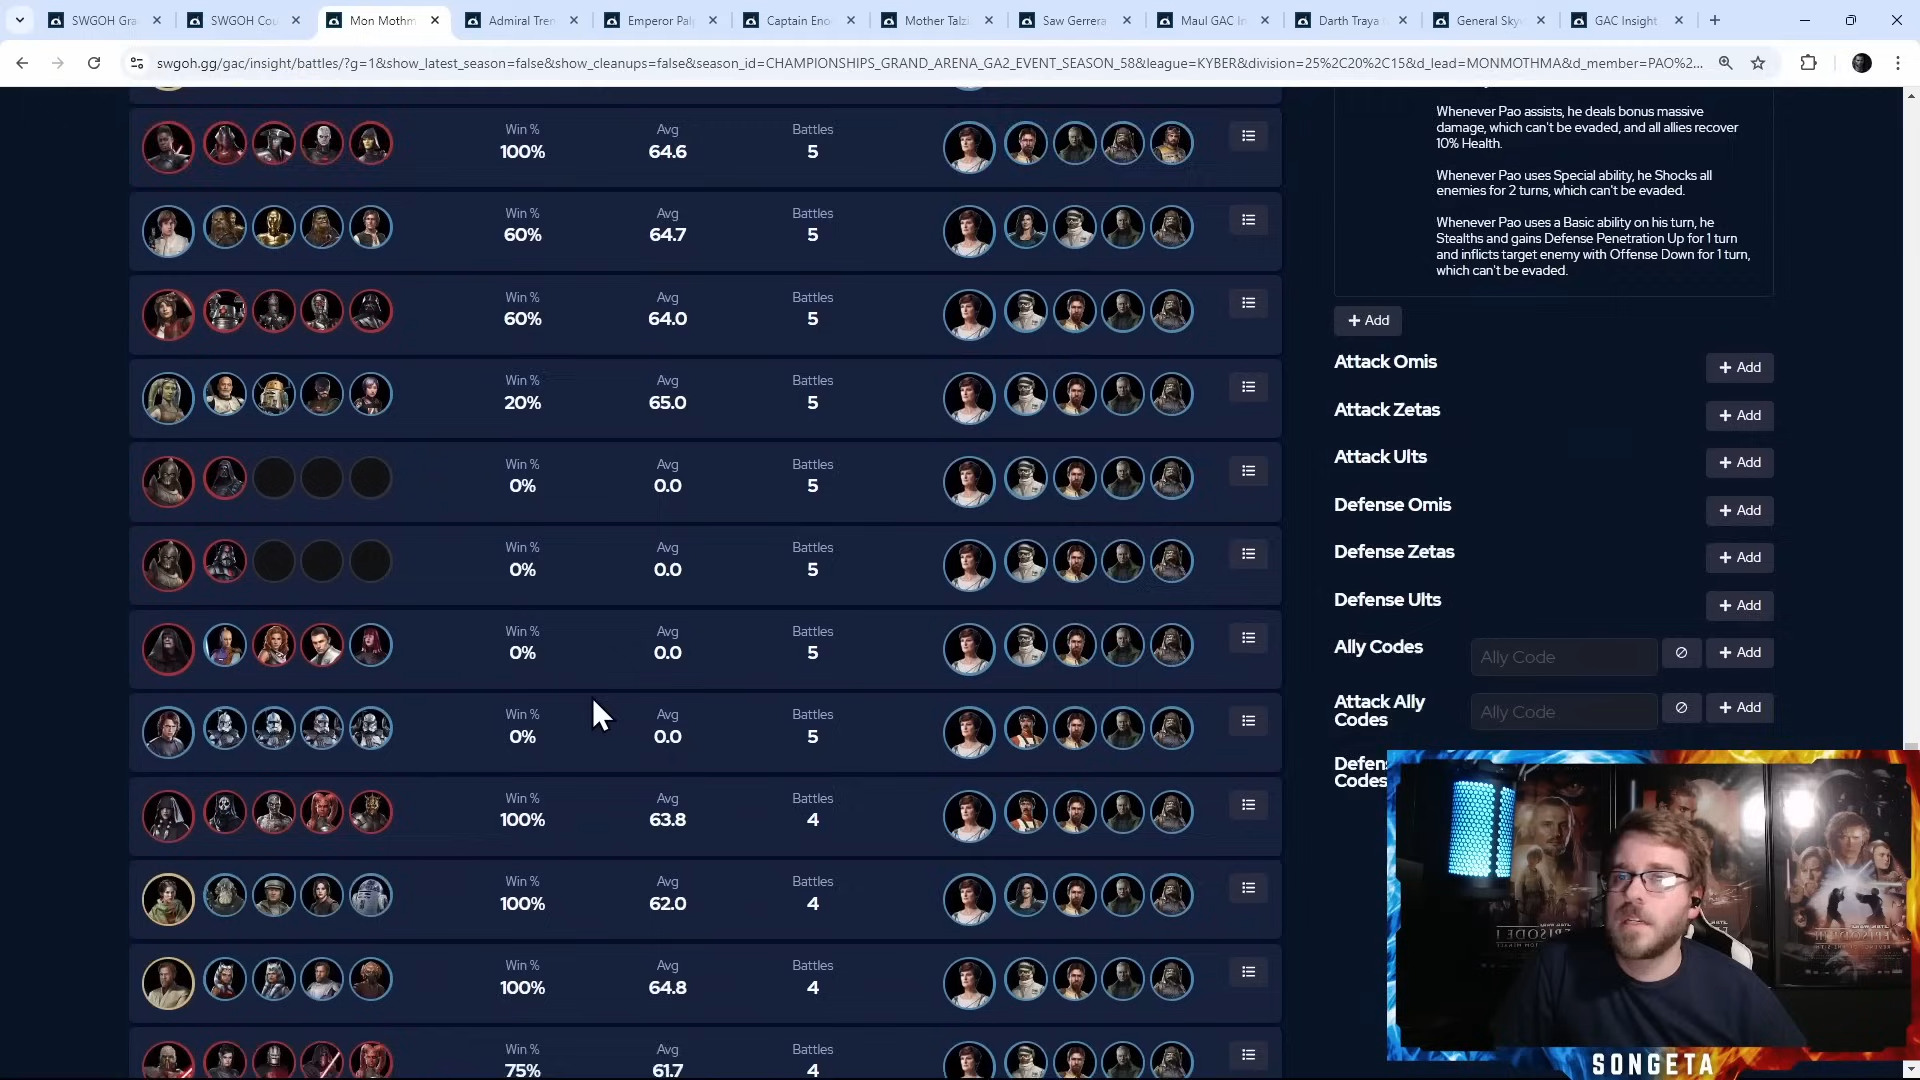 SWGOH Gra
SWGOH Cou
Mon Mothm
Admiral Tren
Emperor Pal
Captain Eno
Mother Talzi
Saw Gerrera
Maul GAC In
Darth Traya
General Sky
GAC Insight
swgoh.gg/gac/insight/battles/?g=1&show_latest_season=false&show_cleanups=false&season_id=CHAMPIONSHIPS_GRAND_ARENA_GA2_EVENT_SEASON_58&league=KYBER&division=25%2C20%2C15&d_lead=MONMOTHMA&d_member=PAO%2...
Win % Avg Battles
100% 64.6 5
Win % Avg Battles
60% 64.7 5
Win % Avg Battles
60% 64.0 5
Win % Avg Battles
20% 65.0 5
Win % Avg Battles
0% 0.0 5
Win % Avg Battles
0% 0.0 5
Win % Avg Battles
0% 0.0 5
Win % Avg Battles
0% 0.0 5
Win % Avg Battles
100% 63.8 4
Win % Avg Battles
100% 62.0 4
Win % Avg Battles
100% 64.8 4
Win % Avg Battles
75% 61.7 4
Whenever Pao assists, he deals bonus massive
damage, which can't be evaded, and all allies recover
10% Health.
Whenever Pao uses Special ability, he Shocks all
enemies for 2 turns, which can't be evaded.
Whenever Pao uses a Basic ability on his turn, he
Stealths and gains Defense Penetration Up for 1 turn
and inflicts target enemy with Offense Down for 1 turn,
which can't be evaded.
+ Add
Attack Omis + Add
Attack Zetas + Add
Attack Ults + Add
Defense Omis + Add
Defense Zetas + Add
Defense Ults + Add
Ally Codes Ally Code + Add
Attack Ally
Codes Ally Code + Add
Defens
Codes
EPISODE I
SONGETA